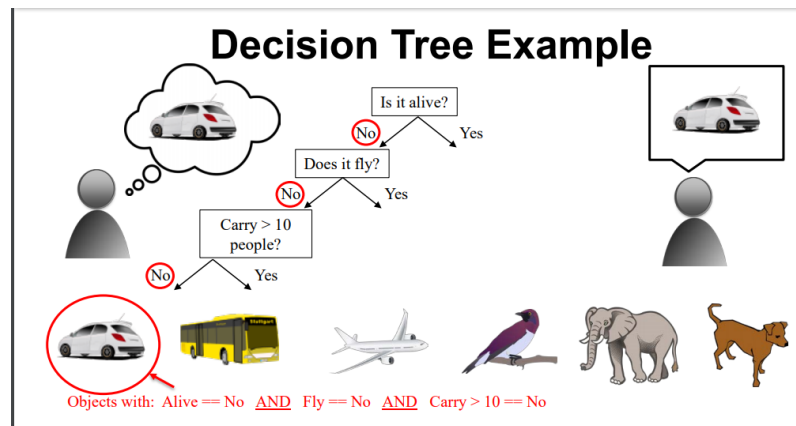 Decision Tree Example
Is it alive?
No
Yes
Does it fly?
No
Yes
Carry > 10
people?
No
Yes
Stuttgart
Objects with: Alive == No AND Fly == No AND Carry > 10 == No